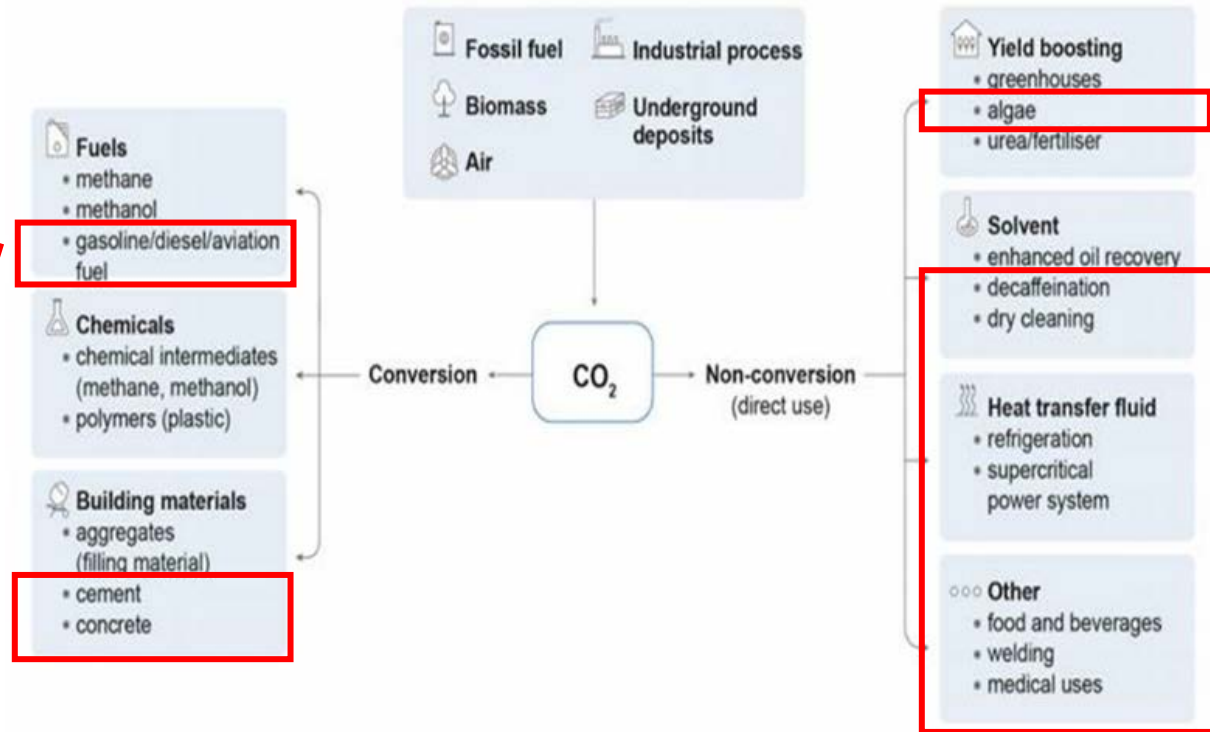 Fossil fuel
Industrial process
Biomass
Underground
deposits
Air
Fuels
• methane
• methanol
• gasoline/diesel/aviation
fuel
Chemicals
• chemical intermediates
(methane, methanol)
• polymers (plastic)
Building materials
• aggregates
(filling material)
• cement
• concrete
Conversion
CO₂
Non-conversion
(direct use)
Yield boosting
• greenhouses
• algae
• urea/fertiliser
Solvent
• enhanced oil recovery
• decaffeination
• dry cleaning
Heat transfer fluid
• refrigeration
• supercritical
power system
Other
• food and beverages
• welding
• medical uses